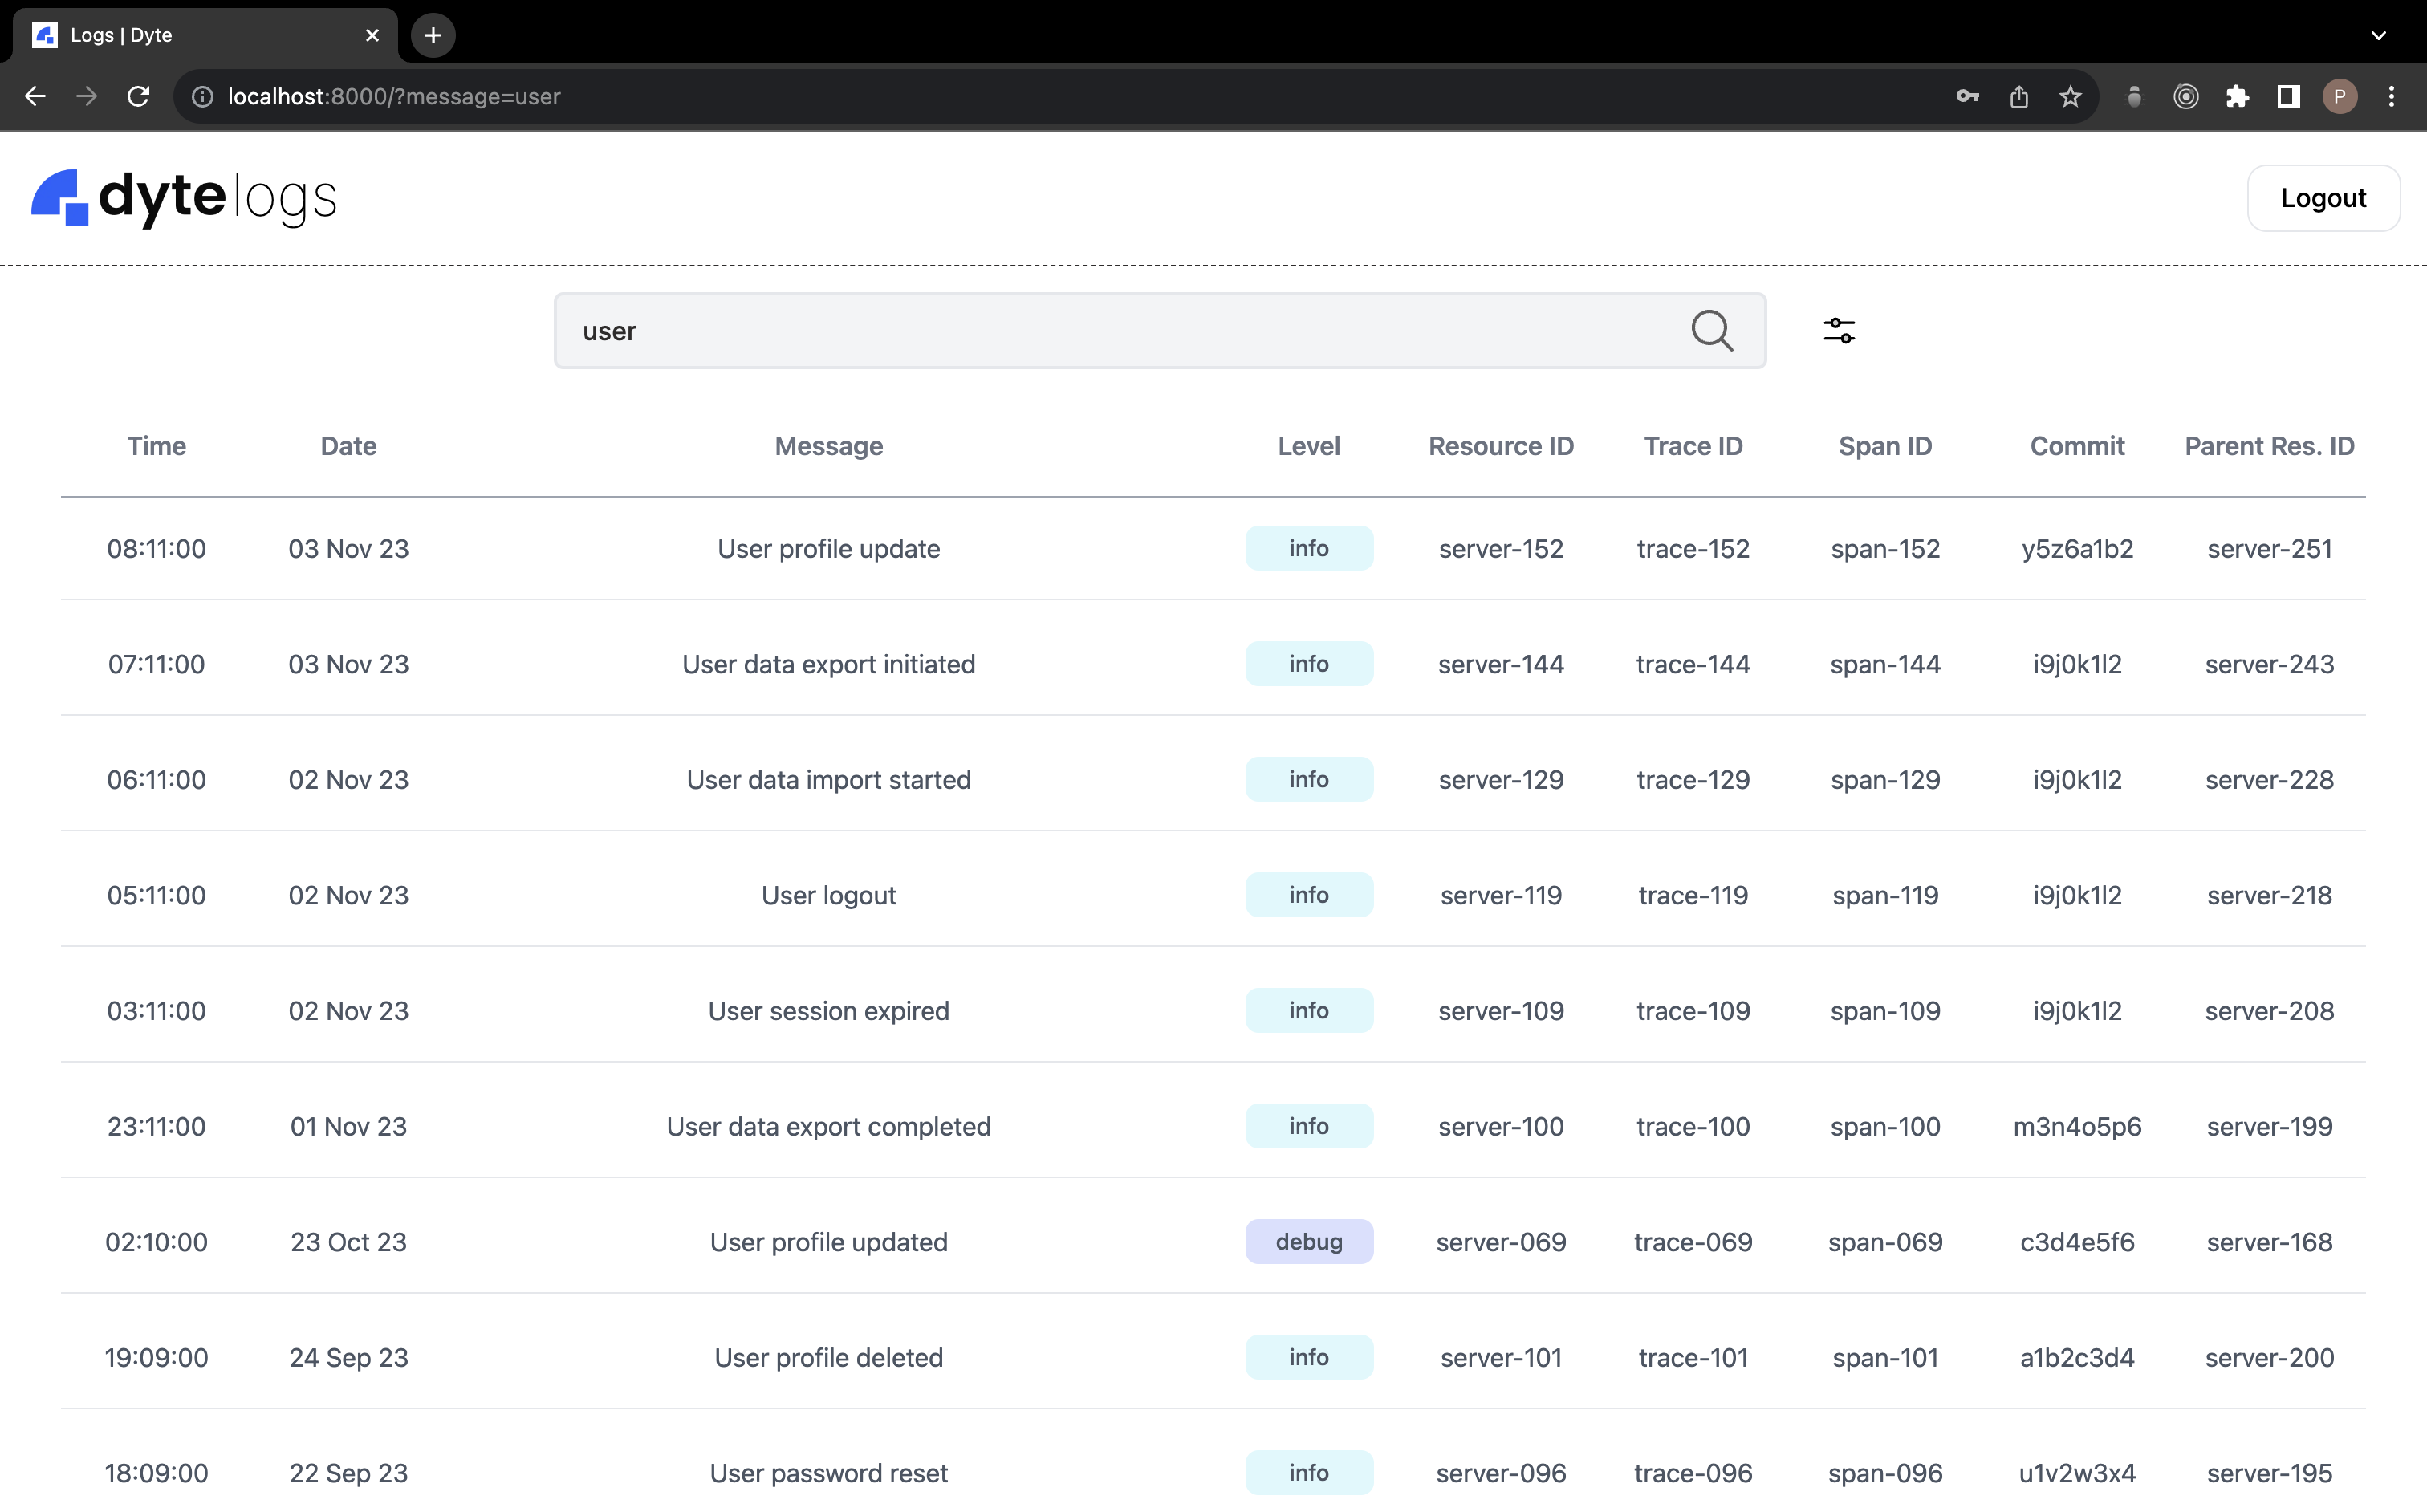 Logs | Dyte
localhost:8000/?message=user
P
dyte logs
Logout
user
Time Date Message Level Resource ID Trace ID Span ID Commit Parent Res. ID
08:11:00 03 Nov 23 User profile update info server-152 trace-152 span-152 y5z6a1b2 server-251
07:11:00 03 Nov 23 User data export initiated info server-144 trace-144 span-144 i9j0k1l2 server-243
06:11:00 02 Nov 23 User data import started info server-129 trace-129 span-129 i9j0k1l2 server-228
05:11:00 02 Nov 23 User logout info server-119 trace-119 span-119 i9j0k1l2 server-218
03:11:00 02 Nov 23 User session expired info server-109 trace-109 span-109 i9j0k1l2 server-208
23:11:00 01 Nov 23 User data export completed info server-100 trace-100 span-100 m3n4o5p6 server-199
02:10:00 23 Oct 23 User profile updated debug server-069 trace-069 span-069 c3d4e5f6 server-168
19:09:00 24 Sep 23 User profile deleted info server-101 trace-101 span-101 a1b2c3d4 server-200
18:09:00 22 Sep 23 User password reset info server-096 trace-096 span-096 u1v2w3x4 server-195